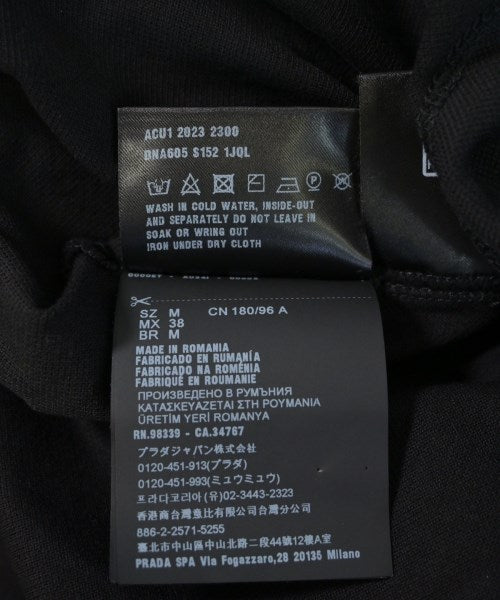 ACU1 2023 2300
DNA605 S152 1JQL
WASH IN COLD WATER, INSIDE-OUT
AND SEPARATELY DO NOT LEAVE IN
SOAK OR WRING OUT
IRON UNDER DRY CLOTH
SZ M CN 180/96 A
MX 38
BR M
MADE IN ROMANIA
FABRICADO EN RUMANÍA
FABRICADO NA ROMÊNIA
FABRIQUÉ EN ROUMANIE
ПРОИЗВЕДЕНО В РУМЪНИЯ
ΚΑΤΑΣΚΕΥΑΖΕΤΑΙ ΣΤΗ ΡΟΥΜΑΝΙΑ
ÜRETİM YERİ ROMANYA
RN.98339 - CA.34767
プラダジャパン株式会社
0120-451-913(プラダ)
0120-451-993(ミュウミュウ)
프라다코리아(유) 02-3443-2323
香港商台灣意比有限公司台灣分公司
886-2-2571-5255
臺北市中山區中山北路二段44號12樓A室
PRADA SPA Via Fogazzaro,28 20135 Milano